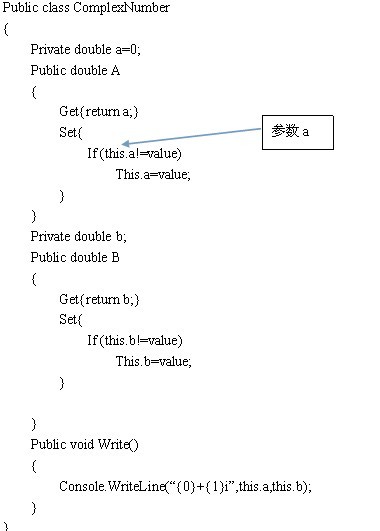 Public class ComplexNumber
{
Private double a=0;
Public double A
{
Get{return a;}
Set{
If(this.a!=value)
This.a=value;
}
}
Private double b;
Public double B
{
Get{return b;}
Set{
If(this.b!=value)
This.b=value;
}
}
Public void Write()
{
Console.WriteLine(“{0}+{1}i”,this.a,this.b);
}
}
参数 a